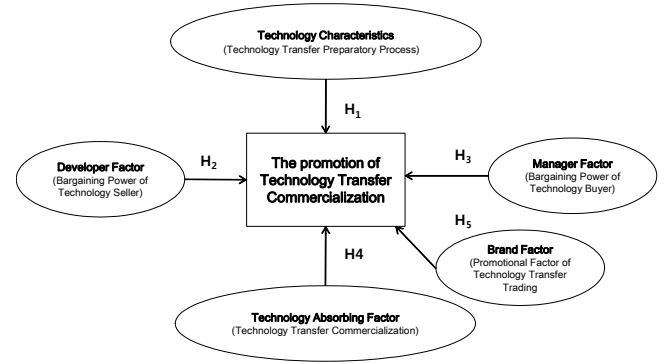 Technology Characteristics
(Technology Transfer Preparatory Process)
H1
Developer Factor
(Bargaining Power of
Technology Seller)
H2
The promotion of
Technology Transfer
Commercialization
H3
Manager Factor
(Bargaining Power of
Technology Buyer)
H5
Brand Factor
(Promotional Factor of
Technology Transfer
Trading
H4
Technology Absorbing Factor
(Technology Transfer Commercialization)